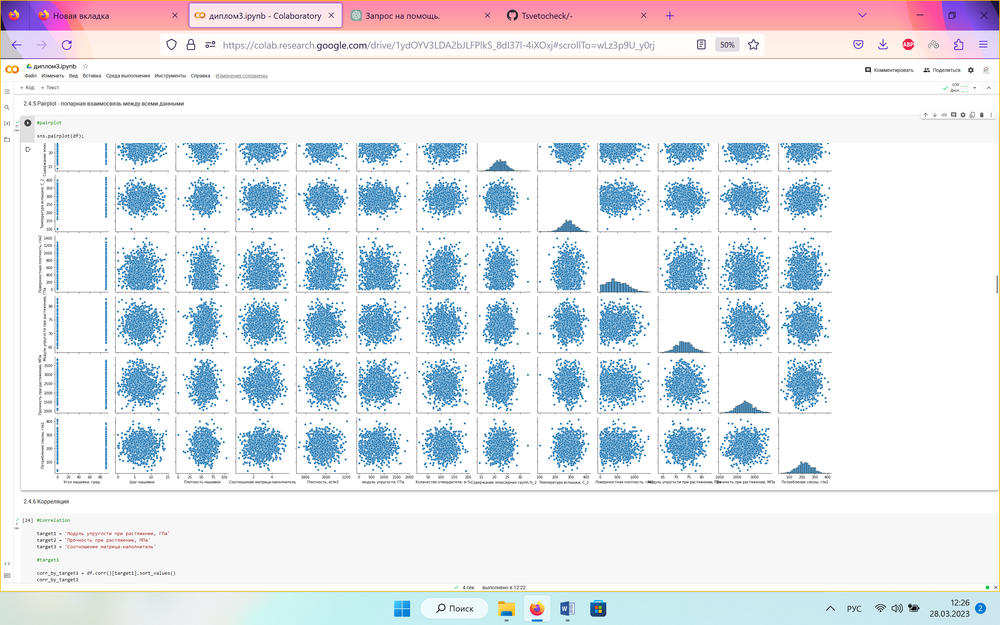 Новая вкладка
диплом3.ipynb - Colaboratory
Запрос на помощь.
Tsvetocheck/-
https://colab.research.google.com/drive/1ydOYV3LDA2bJLFPlkS_8dI37l-4iXOxj#scrollTo=wLz3p9U_y0rj
50%
ABP
диплом3.ipynb
Файл Изменить Вид Вставка Среда выполнения Инструменты Справка Изменения сохранены
Комментировать
Поделиться
+ Код + Текст
ОЗУ
Диск
2.4.5 Pairplot - попарная взаимосвязь между всеми данными
51
сек.
#pairplot
sns.pairplot(df);
20
15
Температура вспышки, С_2
400
350
300
250
200
150
100
Поверхностная плотность, г/м2
1400
1200
1000
800
600
400
200
0
Модуль упругости при растяжении, ГПа
80
75
70
65
Прочность при растяжении, МПа
3500
3000
2500
2000
1500
1000
Потребление смолы, г/м2
400
300
200
100
0 20 40 60 80 0 5 10 15 0 25 50 75 100 2 4 1800 2000 2200 0 500 1000 1500 2000 50 100 150 200 15 20 25 30 100 200 300 400 0 500 1000 65 70 75 80 1000 2000 3000 100 200 300 400
Угол нашивки, град Шаг нашивки Плотность нашивки Соотношение матрица-наполнитель Плотность, кг/м3 модуль упругости, ГПа Количество отвердителя, м.% Содержание эпоксидных групп,%_2 Температура вспышки, С_2 Поверхностная плотность, г/м2 Модуль упругости при растяжении, ГПа Прочность при растяжении, МПа Потребление смолы, г/м2
2.4.6 Корреляция
0
сек.
[24] #Correlation
target1 = 'Модуль упругости при растяжении, ГПа'
target2 = 'Прочность при растяжении, МПа'
target3 = 'Соотношение матрица-наполнитель'
#target1
corr_by_target1 = df.corr()[target1].sort_values()
corr_by_target1
4 сек. выполнено в 12:22
Поиск
РУС
12:26
28.03.2023
2